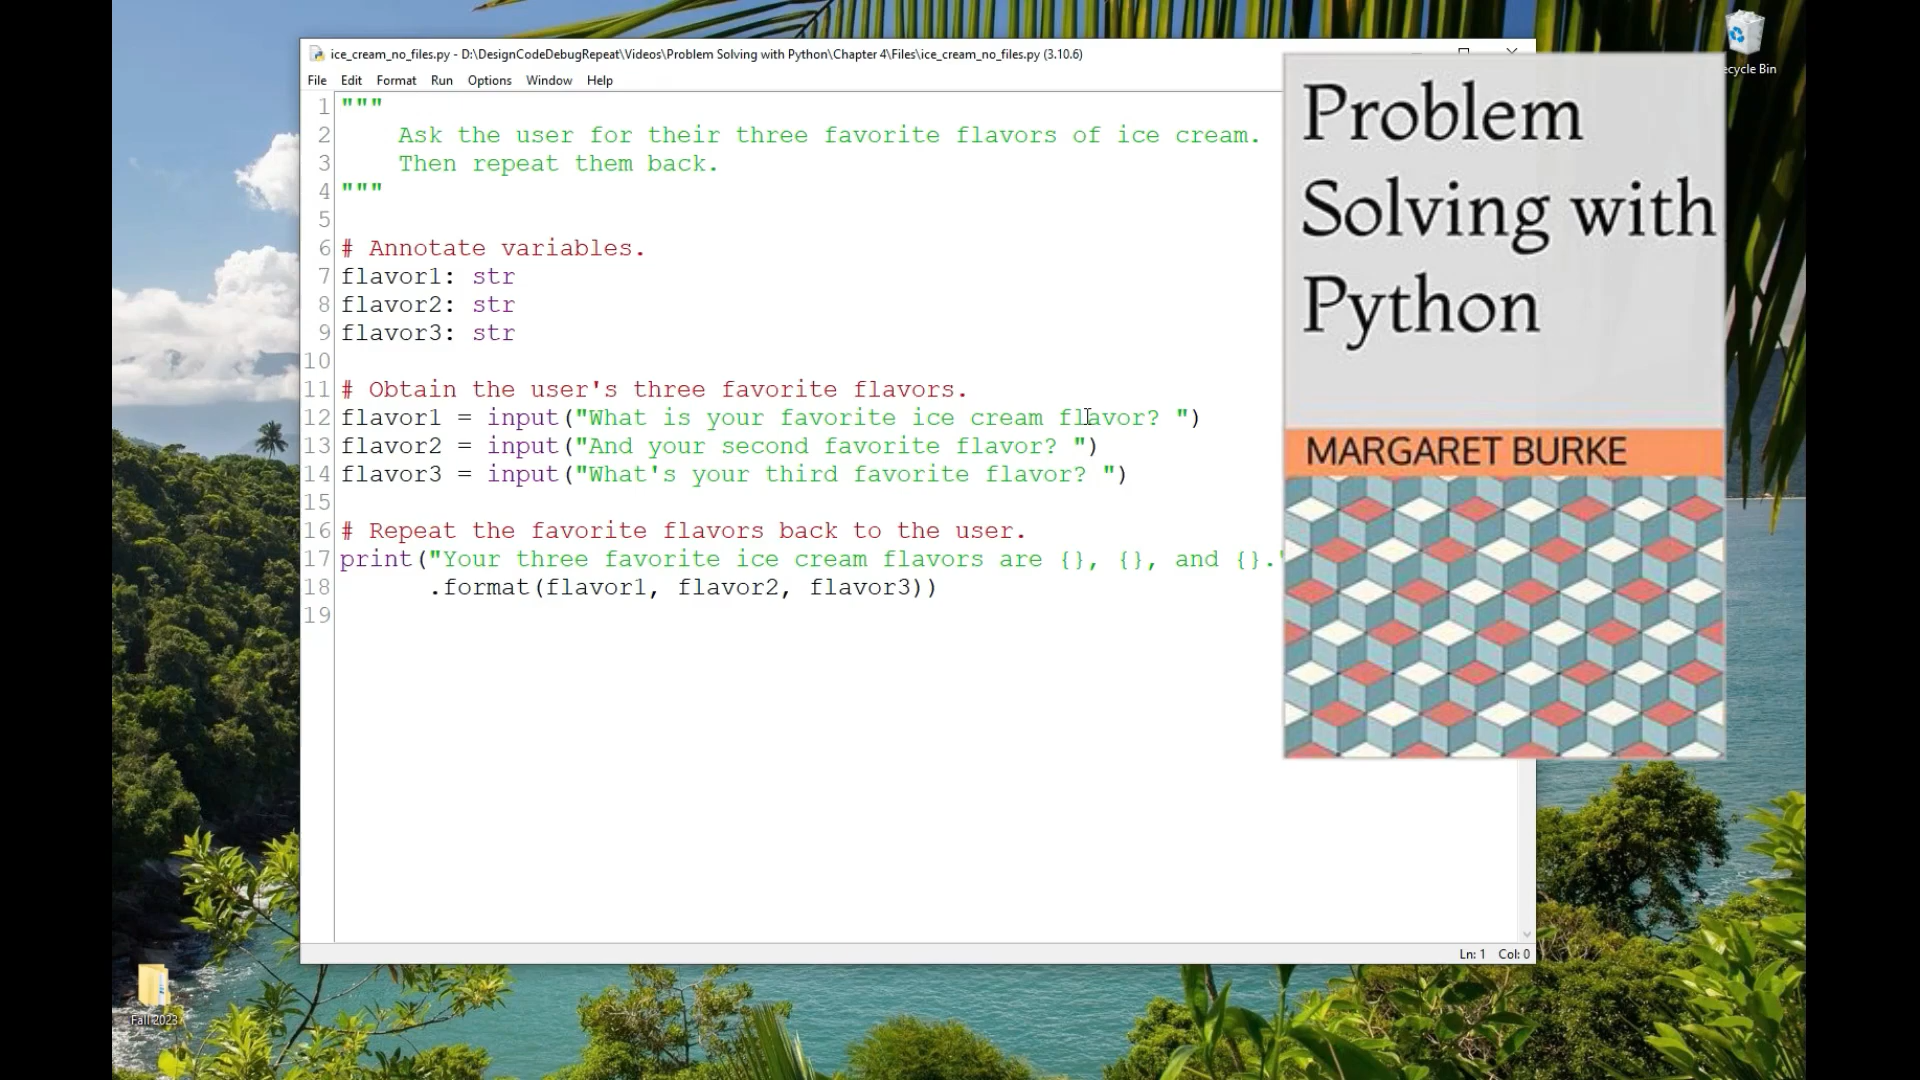 ice_cream_no_files.py - D:\DesignCodeDebugRepeat\Videos\Problem Solving with Python\Chapter 4\Files\ice_cream_no_files.py (3.10.6)
File Edit Format Run Options Window Help
1 """
2     Ask the user for their three favorite flavors of ice cream.
3     Then repeat them back.
4 """
5
6 # Annotate variables.
7 flavor1: str
8 flavor2: str
9 flavor3: str
10
11 # Obtain the user's three favorite flavors.
12 flavor1 = input("What is your favorite ice cream flavor? ")
13 flavor2 = input("And your second favorite flavor? ")
14 flavor3 = input("What's your third favorite flavor? ")
15
16 # Repeat the favorite flavors back to the user.
17 print("Your three favorite ice cream flavors are {}, {}, and {}."
18       .format(flavor1, flavor2, flavor3))
19
Ln: 1 Col: 0
Problem
Solving with
Python
MARGARET BURKE
ecycle Bin
Fall 2023